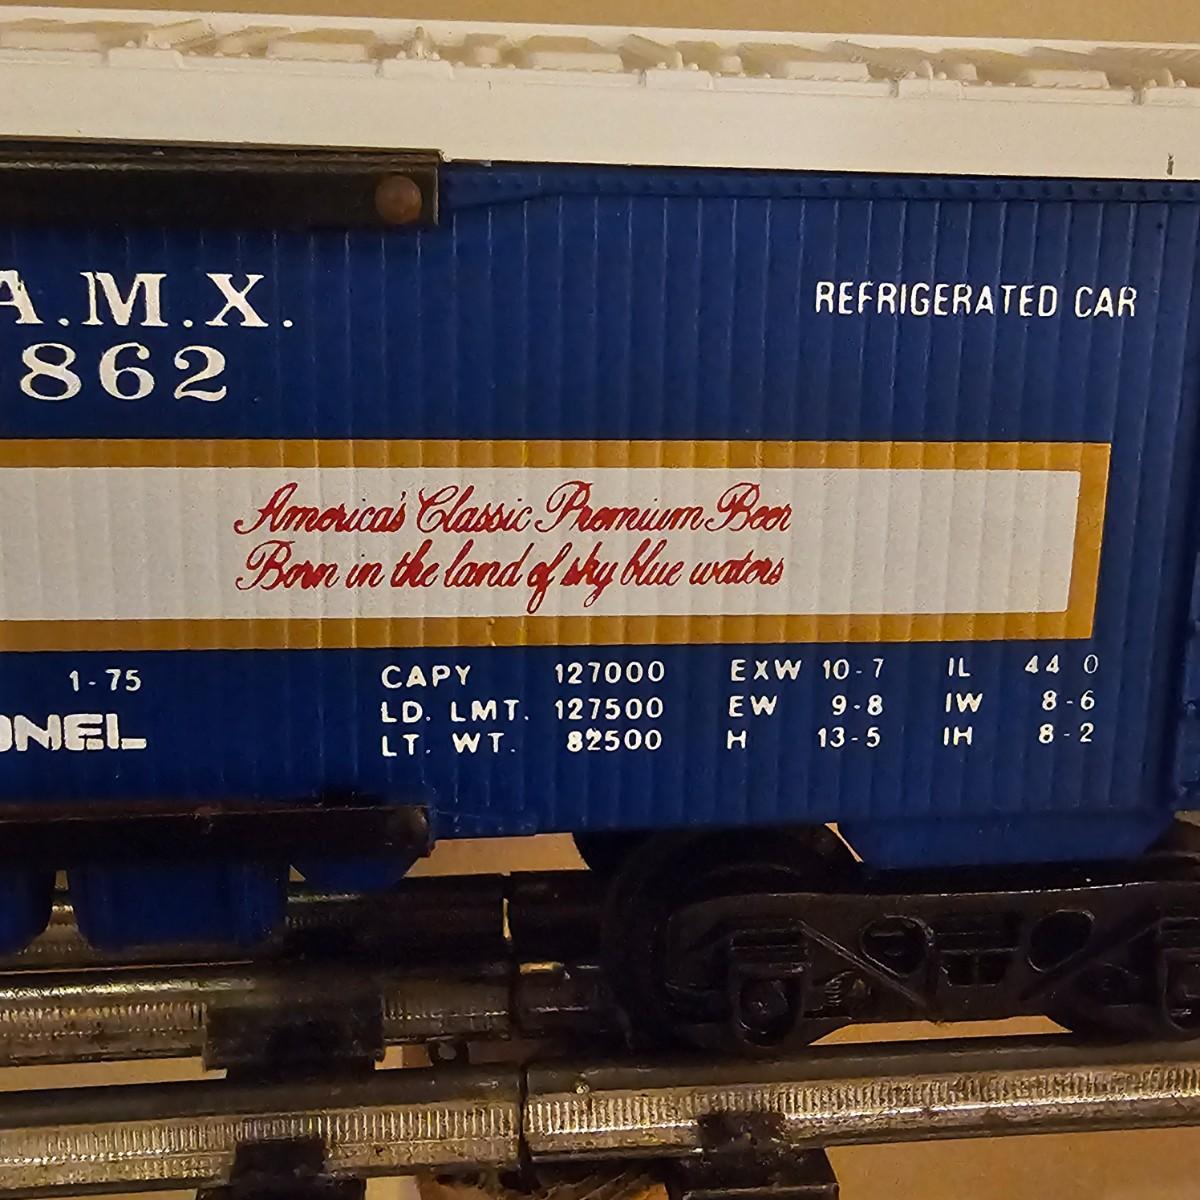 A.M.X.
862
REFRIGERATED CAR
America's Classic Premium Beer
Born in the land of sky blue waters
1-75
ONEL
CAPY 127000 EXW 10-7 IL 44 0
LD. LMT. 127500 EW 9-8 IW 8-6
LT. WT. 82500 H 13-5 IH 8-2